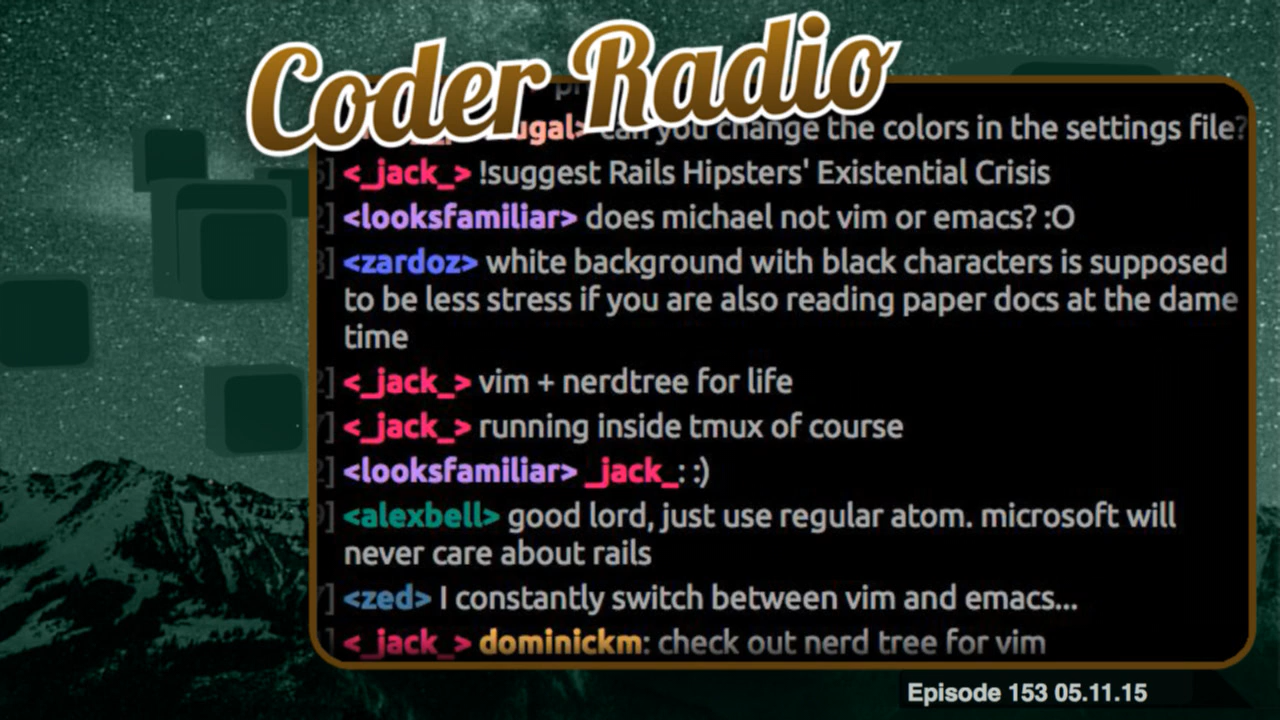 Coder Radio
ugal> can you change the colors in the settings file?
<_jack_> !suggest Rails Hipsters' Existential Crisis
<looksfamiliar> does michael not vim or emacs? :O
<zardoz> white background with black characters is supposed
to be less stress if you are also reading paper docs at the dame
time
<_jack_> vim + nerdtree for life
<_jack_> running inside tmux of course
<looksfamiliar> _jack_: :)
<alexbell> good lord, just use regular atom. microsoft will
never care about rails
<zed> I constantly switch between vim and emacs...
<_jack_> dominickm: check out nerd tree for vim
Episode 153 05.11.15